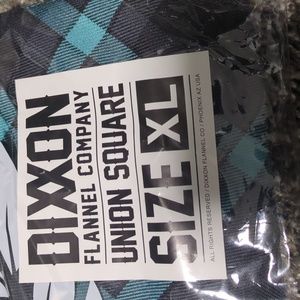 DIXXON
FLANNEL COMPANY
UNION SQUARE
SIZE XL
ALL RIGHTS RESERVED / DIXXON FLANNEL CO / PHOENIX AZ USA